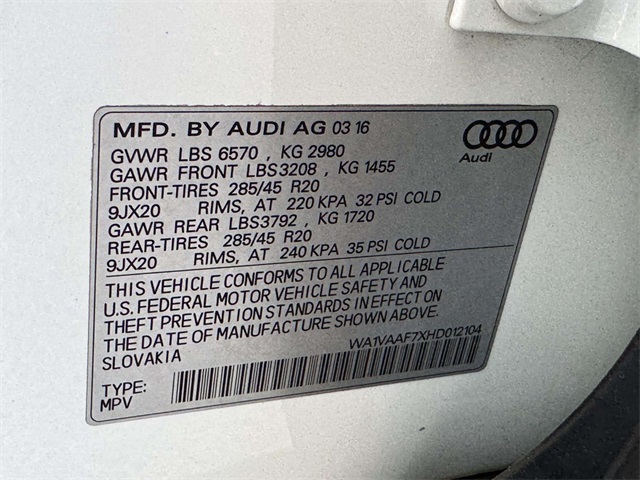 MFD. BY AUDI AG 03 16
GVWR LBS 6570 , KG 2980
GAWR FRONT LBS3208 , KG 1455
FRONT-TIRES 285/45 R20
9JX20 RIMS, AT 220 KPA 32 PSI COLD
GAWR REAR LBS3792 , KG 1720
REAR-TIRES 285/45 R20
9JX20 RIMS, AT 240 KPA 35 PSI COLD
Audi
THIS VEHICLE CONFORMS TO ALL APPLICABLE
U.S. FEDERAL MOTOR VEHICLE SAFETY AND
THEFT PREVENTION STANDARDS IN EFFECT ON
THE DATE OF MANUFACTURE SHOWN ABOVE.
SLOVAKIA
WA1VAAF7XHD012104
TYPE:
MPV